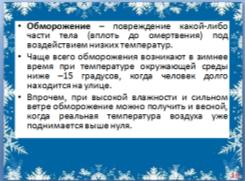 • Обморожение – повреждение какой-либо
части тела (вплоть до омертвения) под
воздействием низких температур.
• Чаще всего обморожения возникают в зимнее
время при температуре окружающей среды
ниже –15 градусов, когда человек долго
находится на улице.
• Впрочем, при высокой влажности и сильном
ветре обморожение можно получить и весной,
когда реальная температура воздуха уже
поднимается выше нуля.